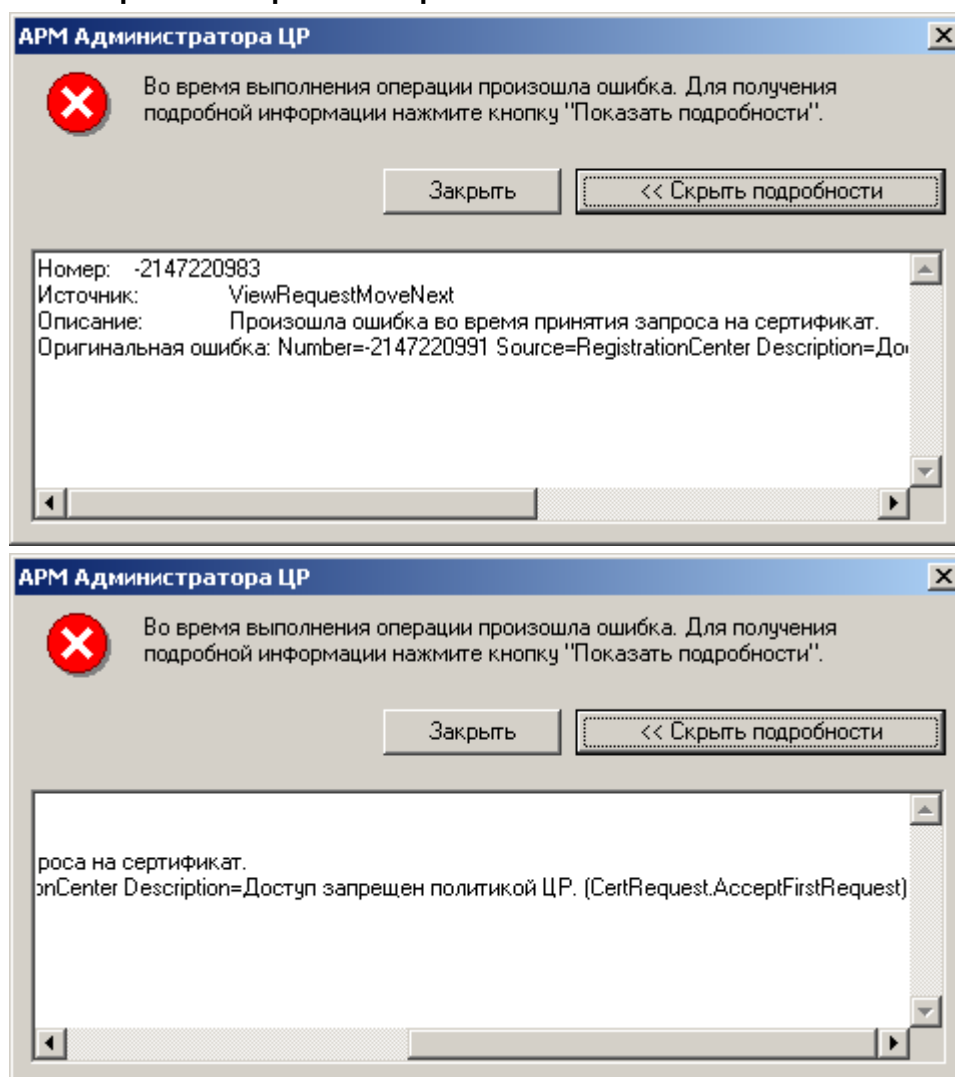 АРМ Администратора ЦР
Во время выполнения операции произошла ошибка. Для получения
подробной информации нажмите кнопку "Показать подробности".
Закрыть
<< Скрыть подробности
Номер: -2147220983
Источник: ViewRequestMoveNext
Описание: Произошла ошибка во время принятия запроса на сертификат.
Оригинальная ошибка: Number=-2147220991 Source=RegistrationCenter Description=До
АРМ Администратора ЦР
Во время выполнения операции произошла ошибка. Для получения
подробной информации нажмите кнопку "Показать подробности".
Закрыть
<< Скрыть подробности
роса на сертификат.
onCenter Description=Доступ запрещен политикой ЦР. (CertRequest.AcceptFirstRequest)